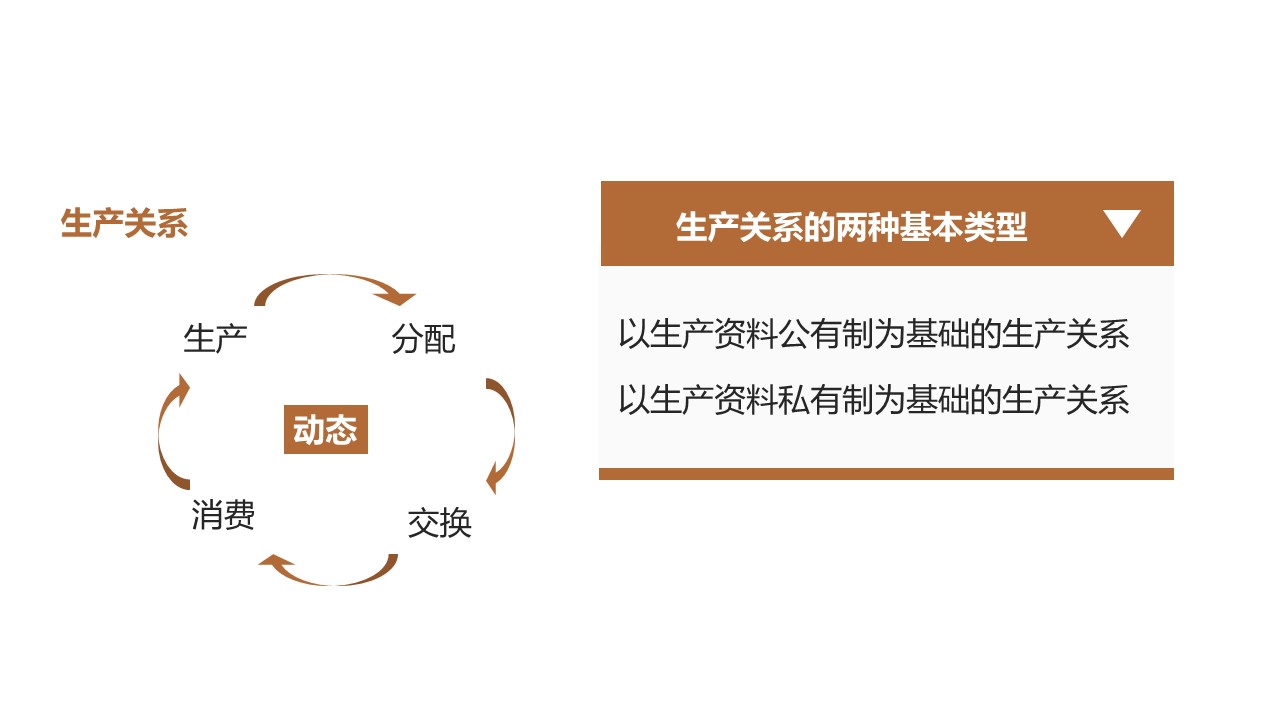 生产关系
生产
分配
动态
消费
交换
生产关系的两种基本类型
以生产资料公有制为基础的生产关系
以生产资料私有制为基础的生产关系